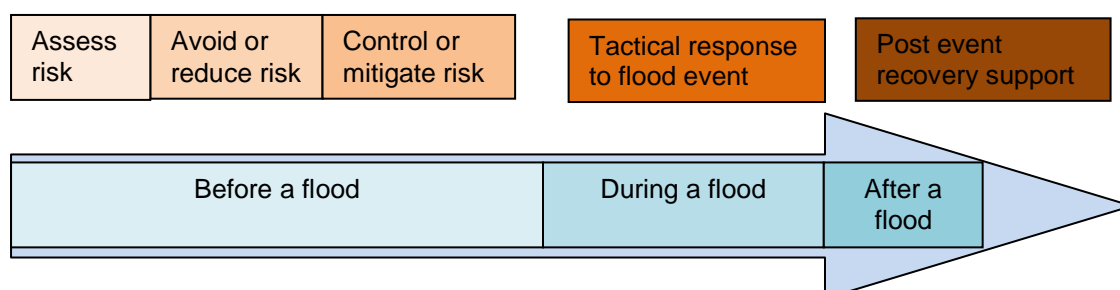 Assess
risk
Avoid or
reduce risk
Control or
mitigate risk
Tactical response
to flood event
Post event
recovery support
Before a flood
During a flood
After a
flood